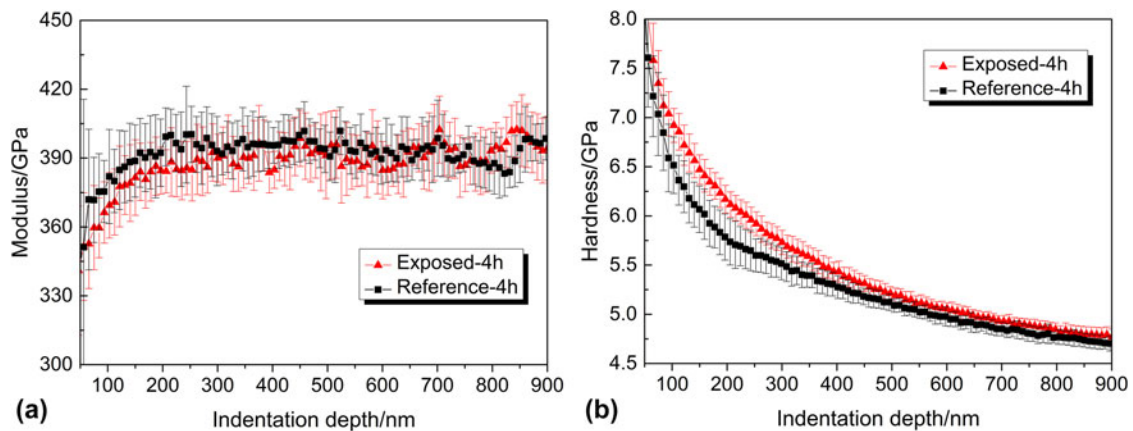 450
420
390
360
330
300
Modulus/GPa
Exposed-4h
Reference-4h
100 200 300 400 500 600 700 800 900
Indentation depth/nm
(a)
8.0
7.5
7.0
6.5
6.0
5.5
5.0
4.5
Hardness/GPa
Exposed-4h
Reference-4h
100 200 300 400 500 600 700 800 900
Indentation depth/nm
(b)